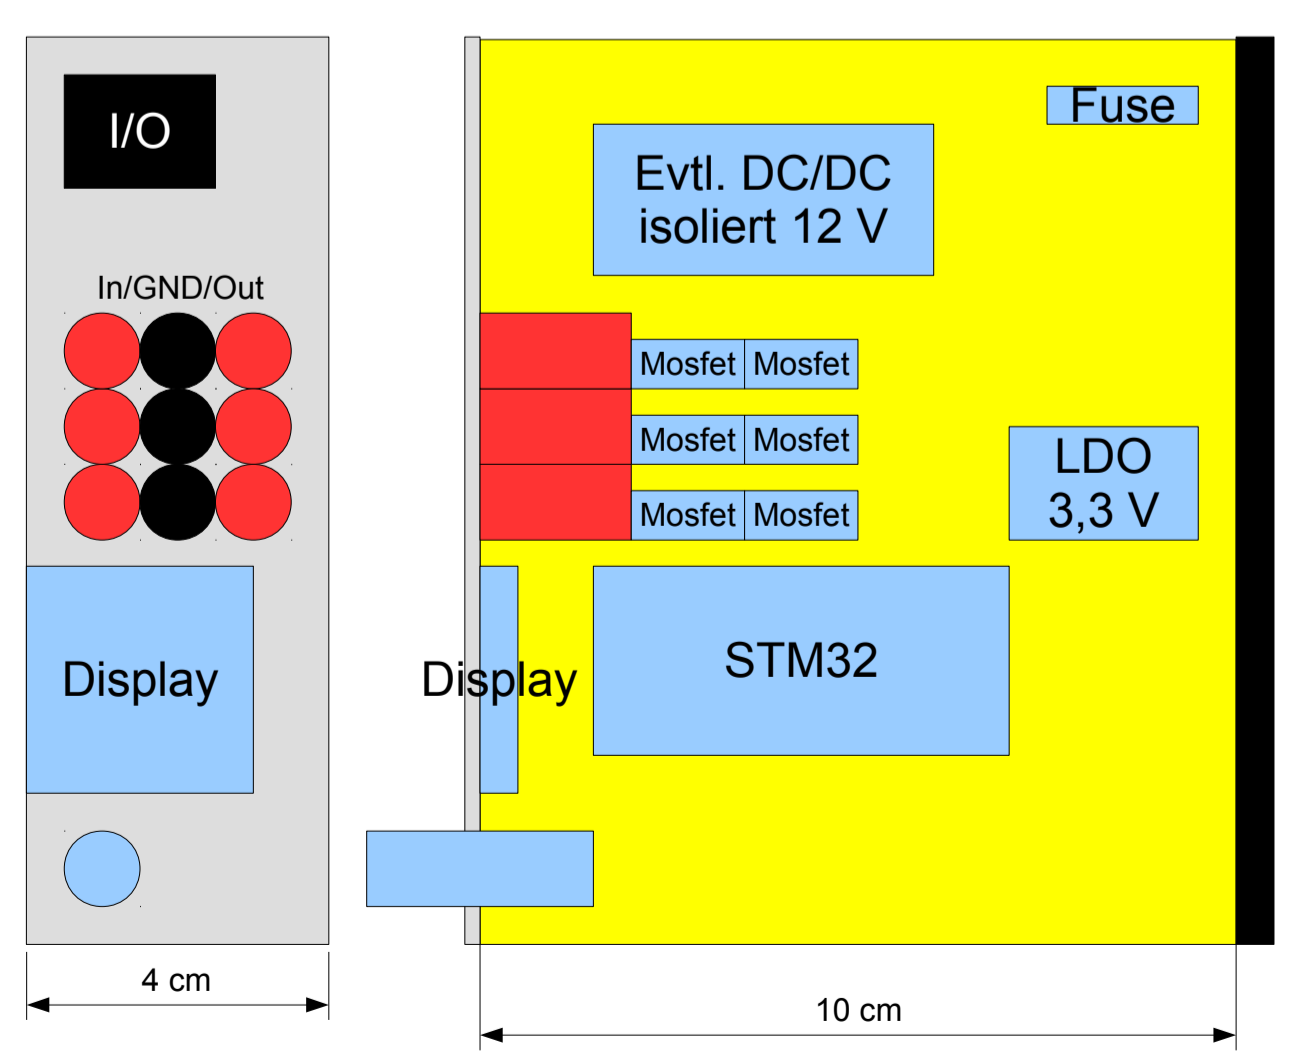 I/O
In/GND/Out
Display
4 cm
Fuse
Evtl. DC/DC
isoliert 12 V
Mosfet Mosfet
Mosfet Mosfet
Mosfet Mosfet
LDO
3,3 V
STM32
Display
10 cm